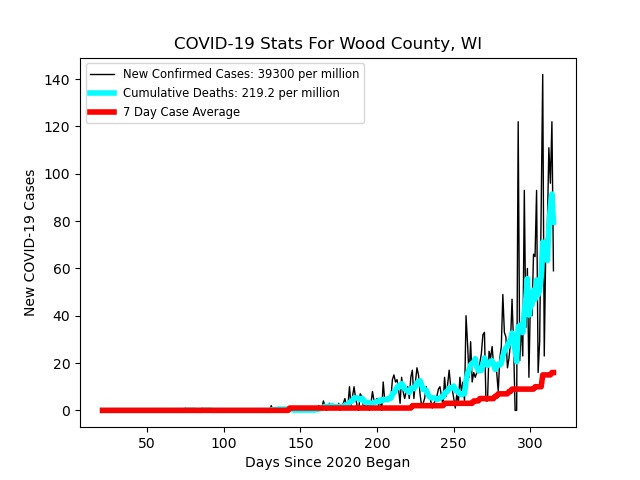 COVID-19 Stats For Wood County, WI
New Confirmed Cases: 39300 per million
Cumulative Deaths: 219.2 per million
7 Day Case Average
New COVID-19 Cases
140
120
100
80
60
40
20
0
50 100 150 200 250 300
Days Since 2020 Began